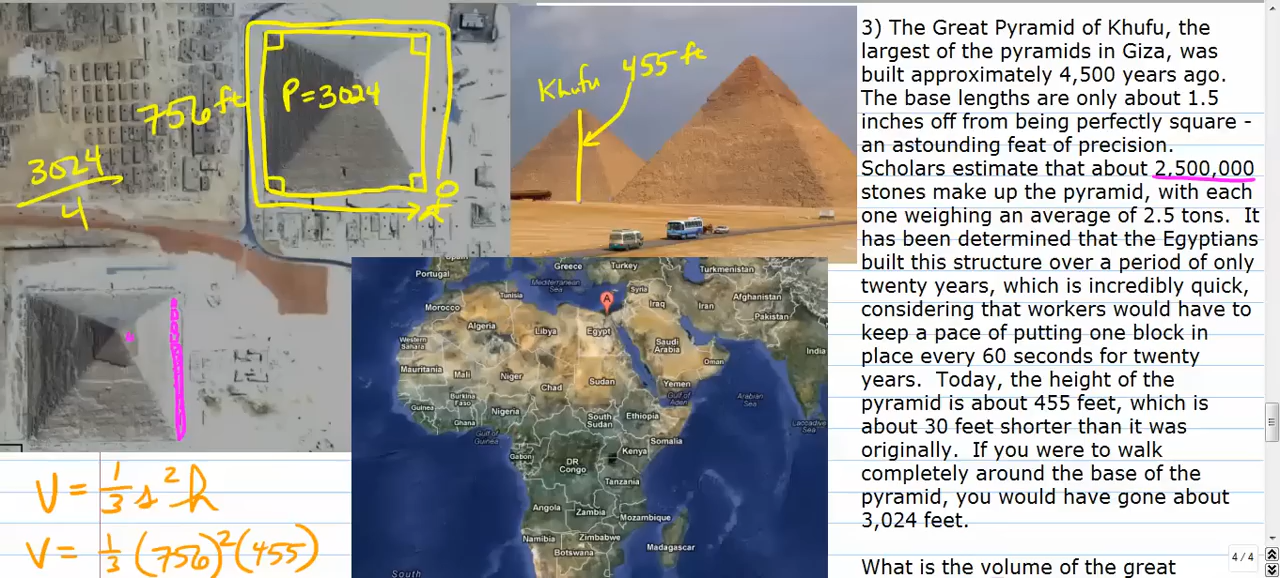 756 ft
P = 3024
3024
4
Khufu
455 ft
3) The Great Pyramid of Khufu, the
largest of the pyramids in Giza, was
built approximately 4,500 years ago.
The base lengths are only about 1.5
inches off from being perfectly square -
an astounding feat of precision.
Scholars estimate that about 2,500,000
stones make up the pyramid, with each
one weighing an average of 2.5 tons. It
has been determined that the Egyptians
built this structure over a period of only
twenty years, which is incredibly quick,
considering that workers would have to
keep a pace of putting one block in
place every 60 seconds for twenty
years. Today, the height of the
pyramid is about 455 feet, which is
about 30 feet shorter than it was
originally. If you were to walk
completely around the base of the
pyramid, you would have gone about
3,024 feet.
What is the volume of the great
Portugal
Greece
Turkey
Turkmenistan
Mediterranean
Sea
Tunisia
Syria
Iraq
Iran
Afghanistan
Morocco
A
Pakistan
Algeria
Libya
Egypt
Western
Sahara
Saudi
Arabia
Oman
India
Mauritania
Mali
Niger
Chad
Sudan
Yemen
Gulf of
Aden
Arabian
Sea
Burkina
Faso
Guinea
Nigeria
Ghana
South
Sudan
Ethiopia
Laccadive
Sea
Gulf of
Guinea
Somalia
Gabon
DR
Congo
Kenya
Tanzania
Angola
Zambia
Mozambique
Namibia
Zimbabwe
Botswana
Madagascar
South
V = 1/3 s² h
V = 1/3 (756)² (455)
4 / 4